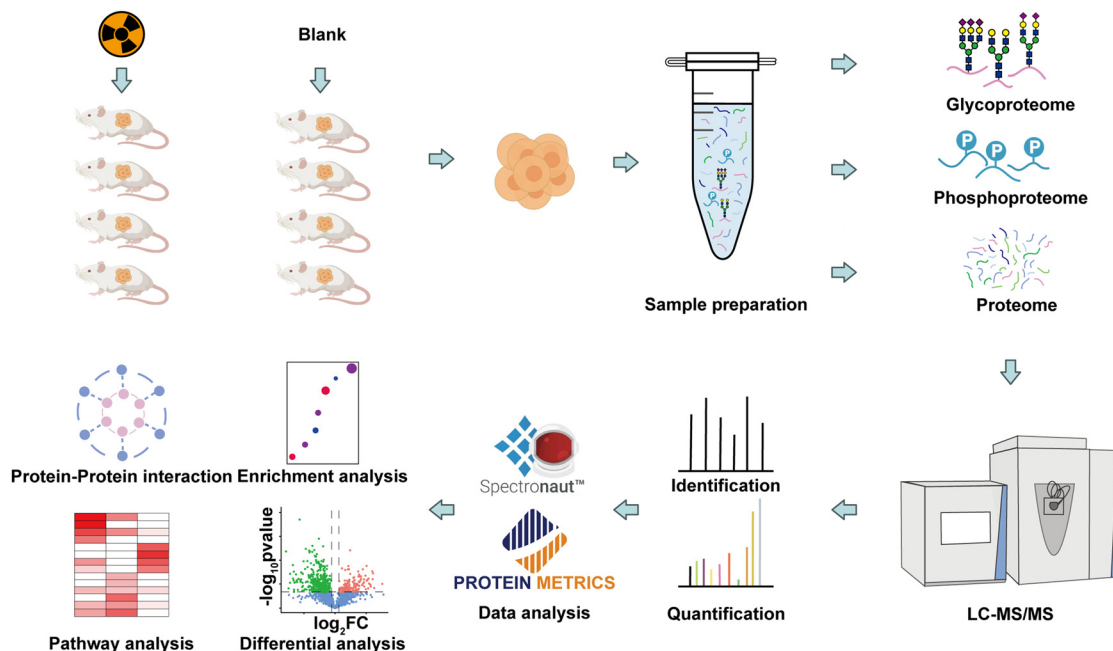 Blank
Glycoproteome
P
P
P
Phosphoproteome
P
P
Sample preparation
Proteome
Protein-Protein interaction
Enrichment analysis
Spectronaut™
Identification
PROTEIN METRICS
-log10pvalue
log2FC
Pathway analysis
Differential analysis
Data analysis
Quantification
LC-MS/MS